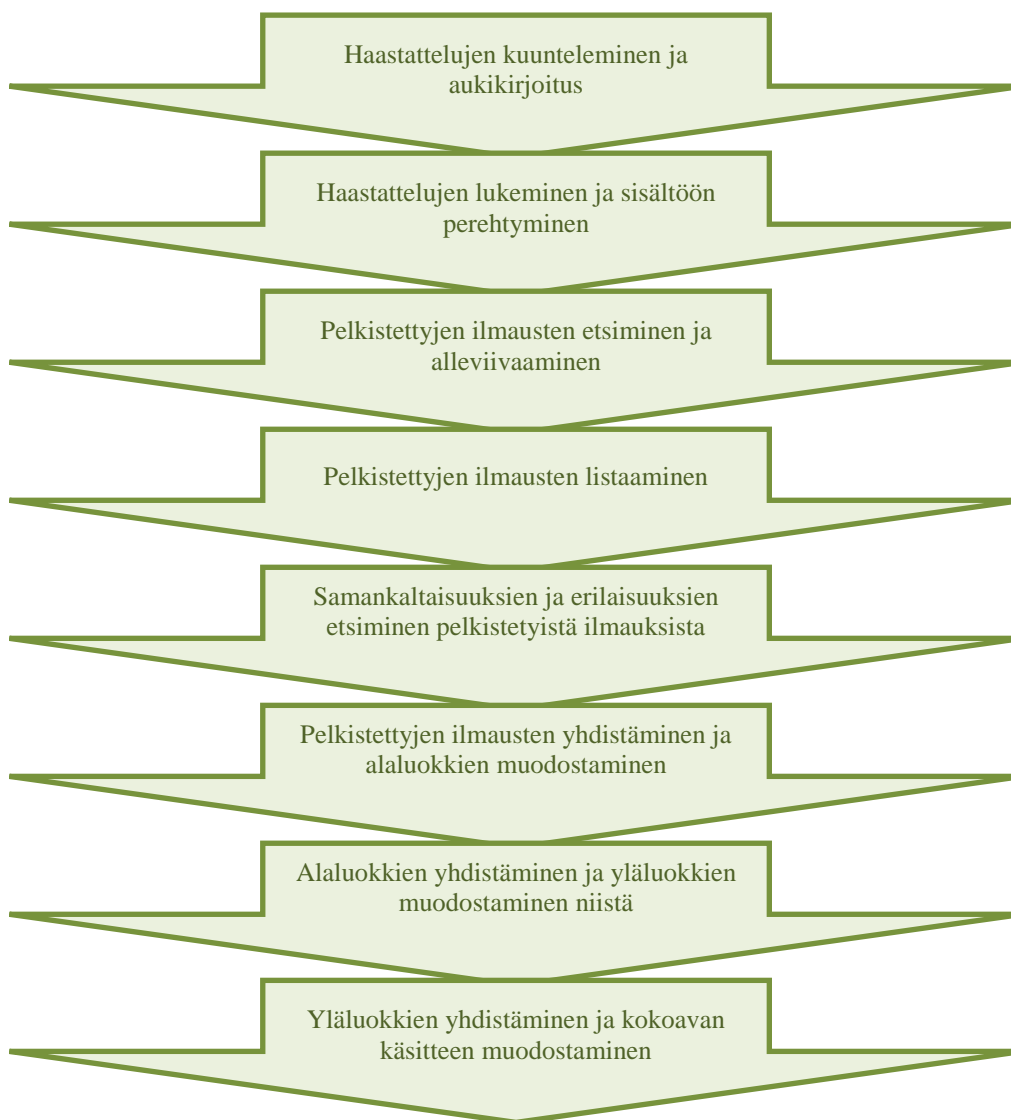 Haastattelujen kuunteleminen ja
aukikirjoitus
Haastattelujen lukeminen ja sisältöön
perehtyminen
Pelkistettyjen ilmausten etsiminen ja
alleviivaaminen
Pelkistettyjen ilmausten listaaminen
Samankaltaisuuksien ja erilaisuuksien
etsiminen pelkistetyistä ilmauksista
Pelkistettyjen ilmausten yhdistäminen ja
alaluokkien muodostaminen
Alaluokkien yhdistäminen ja yläluokkien
muodostaminen niistä
Yläluokkien yhdistäminen ja kokoavan
käsitteen muodostaminen